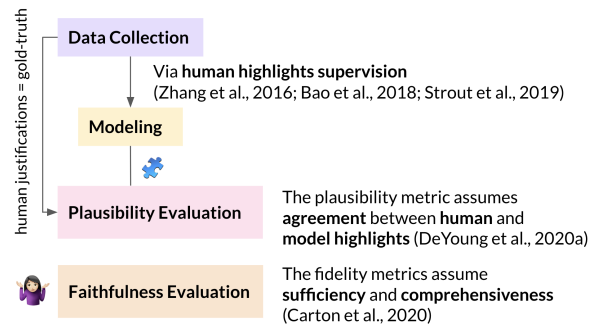 human justifications = gold-truth
Data Collection
Via human highlights supervision
(Zhang et al., 2016; Bao et al., 2018; Strout et al., 2019)
Modeling
Plausibility Evaluation
The plausibility metric assumes
agreement between human and
model highlights (DeYoung et al., 2020a)
Faithfulness Evaluation
The fidelity metrics assume
sufficiency and comprehensiveness
(Carton et al., 2020)